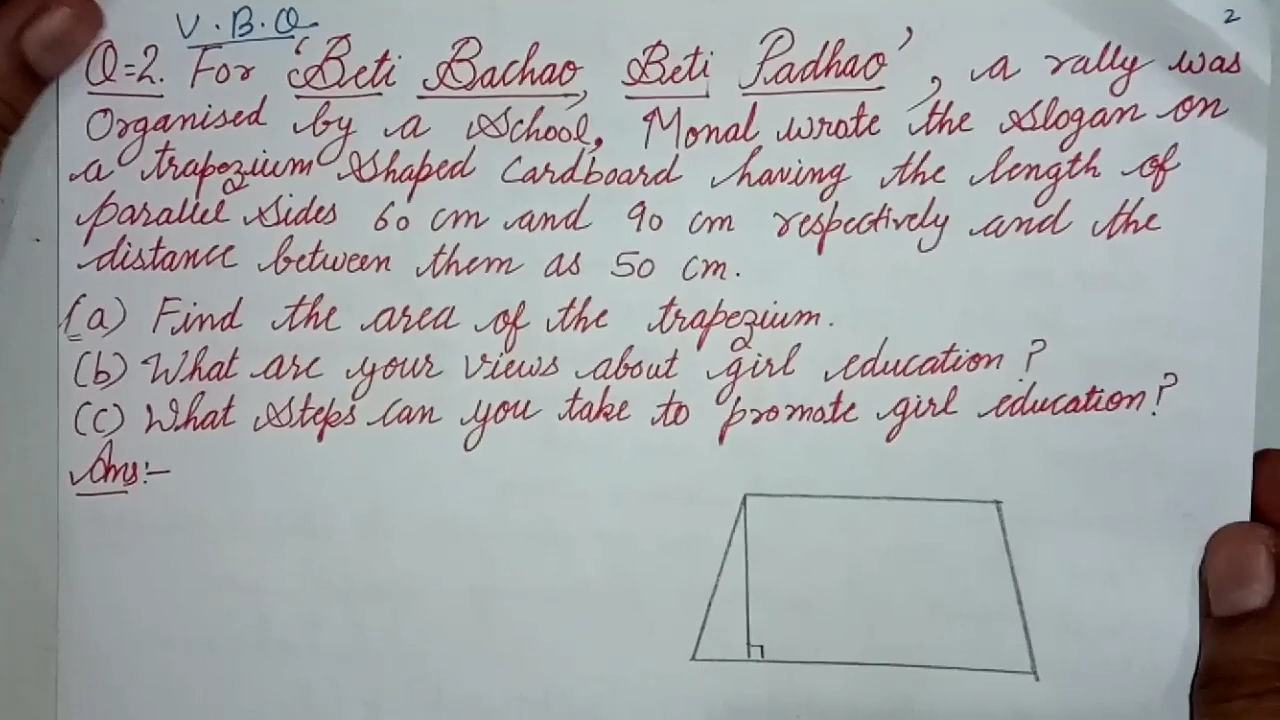 V.B.Q
2
Q=2. For 'Beti Bachao, Beti Padhao', a rally was
Organised by a School, Monal wrote the slogan on
a trapezium shaped cardboard having the length of
parallel sides 60 cm and 90 cm respectively and the
distance between them as 50 cm.
(a) Find the area of the trapezium.
(b) What are your views about girl education?
(c) What steps can you take to promote girl education?
Ans:-